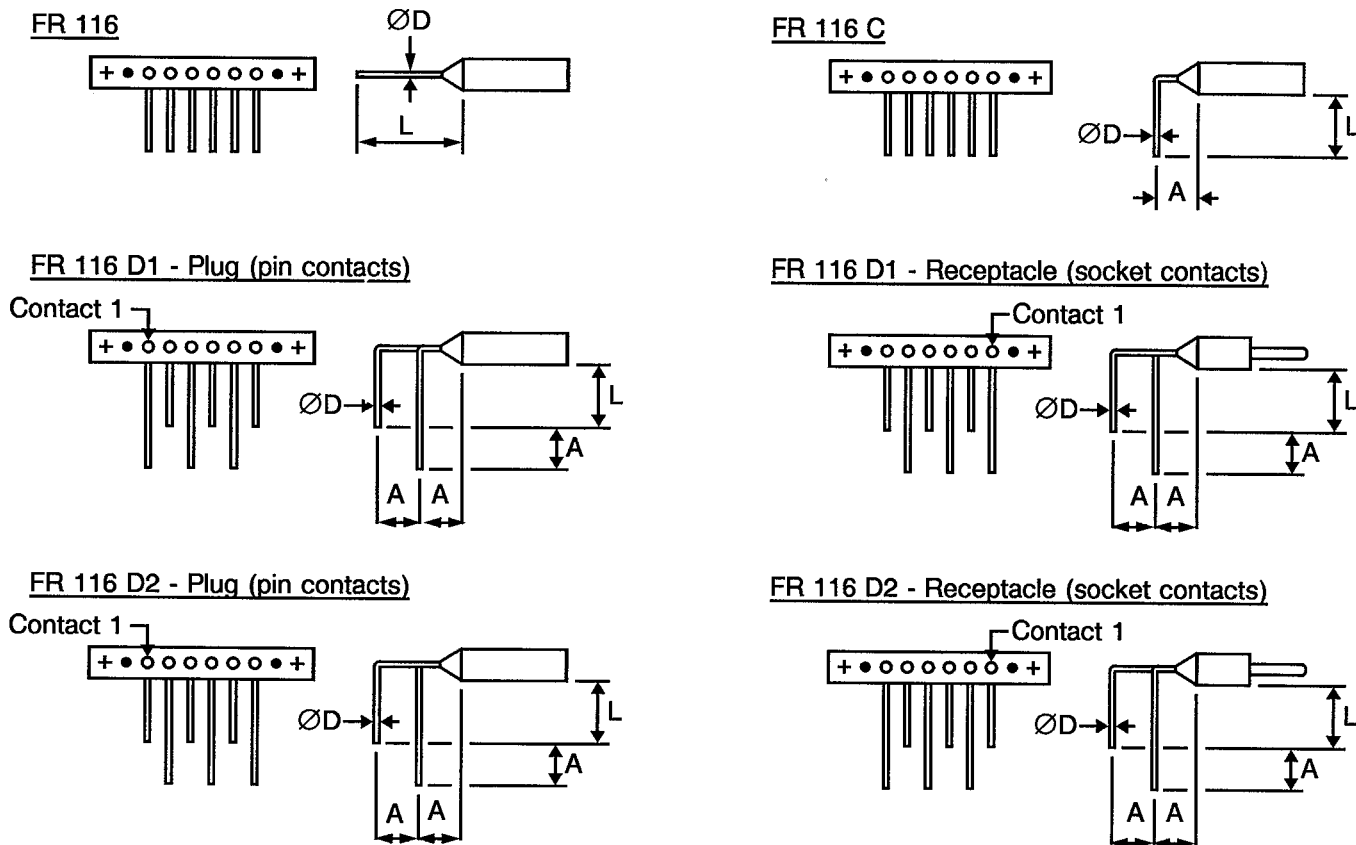 FR 116
ØD
L
FR 116 C
ØD
L
A
FR 116 D1 - Plug (pin contacts)
Contact 1
ØD
L
A
A A
FR 116 D1 - Receptacle (socket contacts)
Contact 1
ØD
L
A
A A
FR 116 D2 - Plug (pin contacts)
Contact 1
ØD
L
A
A A
FR 116 D2 - Receptacle (socket contacts)
Contact 1
ØD
L
A
A A